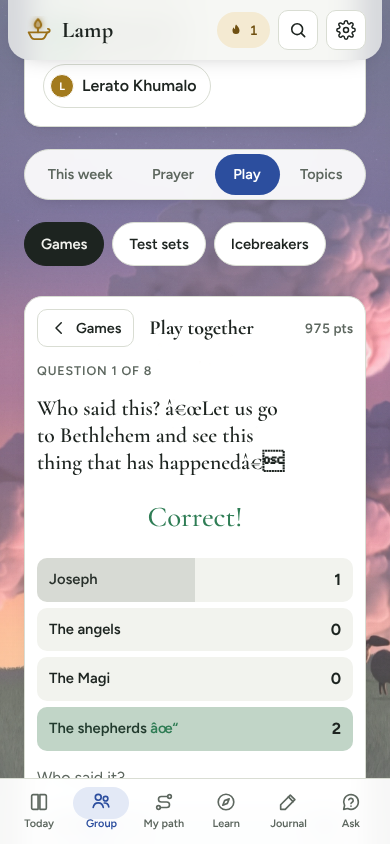 Lamp
1
L
Lerato Khumalo
This week
Prayer
Play
Topics
Games
Test sets
Icebreakers
Games
Play together
975 pts
QUESTION 1 OF 8
Who said this? â€œLet us go
to Bethlehem and see this
thing that has happenedâ€
Correct!
Joseph
1
The angels
0
The Magi
0
The shepherds âœ“
2
Who said it?
Today
Group
My path
Learn
Journal
Ask